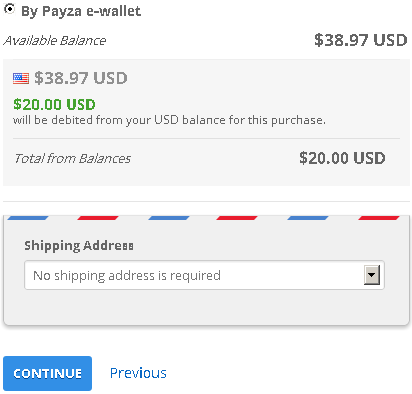 By Payza e-wallet
Available Balance $38.97 USD
$38.97 USD
$20.00 USD
will be debited from your USD balance for this purchase.
Total from Balances $20.00 USD
Shipping Address
No shipping address is required
CONTINUE Previous